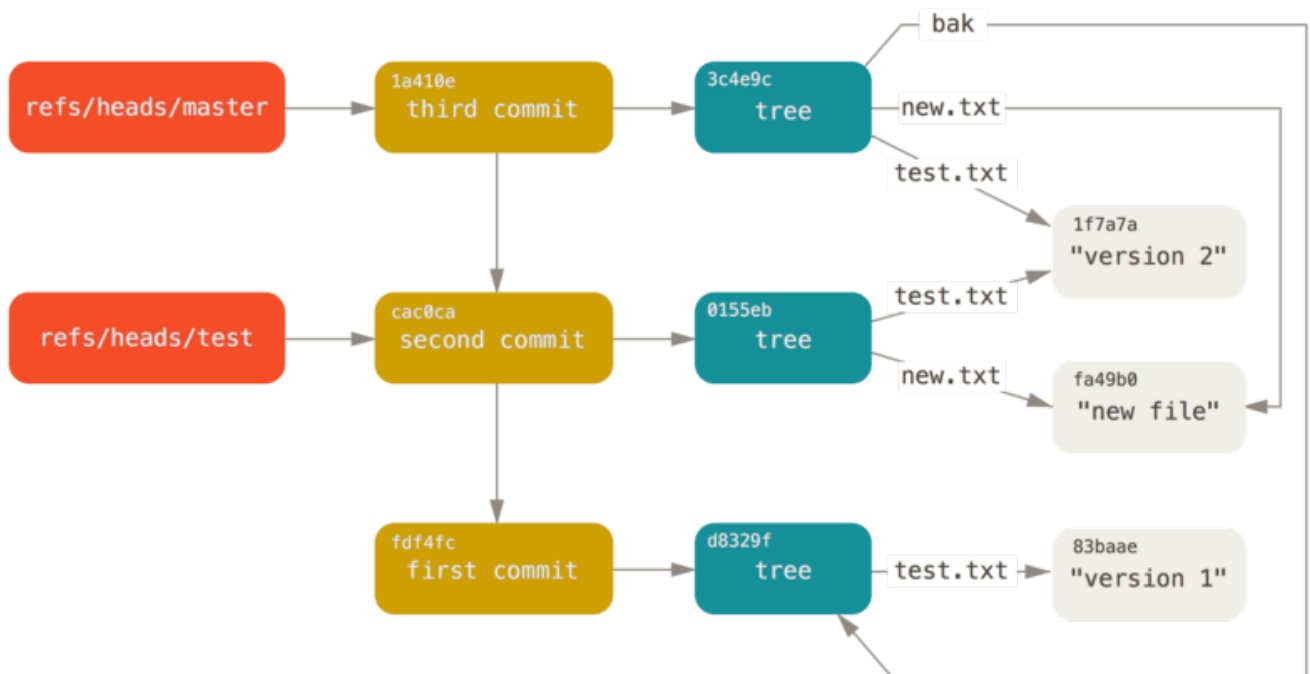 bak
1a410e
3c4e9c
refs/heads/master
third commit
tree
new.txt
test.txt
1f7a7a
"version 2"
test.txt
cac0ca
0155eb
refs/heads/test
second commit
tree
new.txt
fa49b0
"new file"
fdf4fc
d8329f
83baae
first commit
tree
test.txt
"version 1"